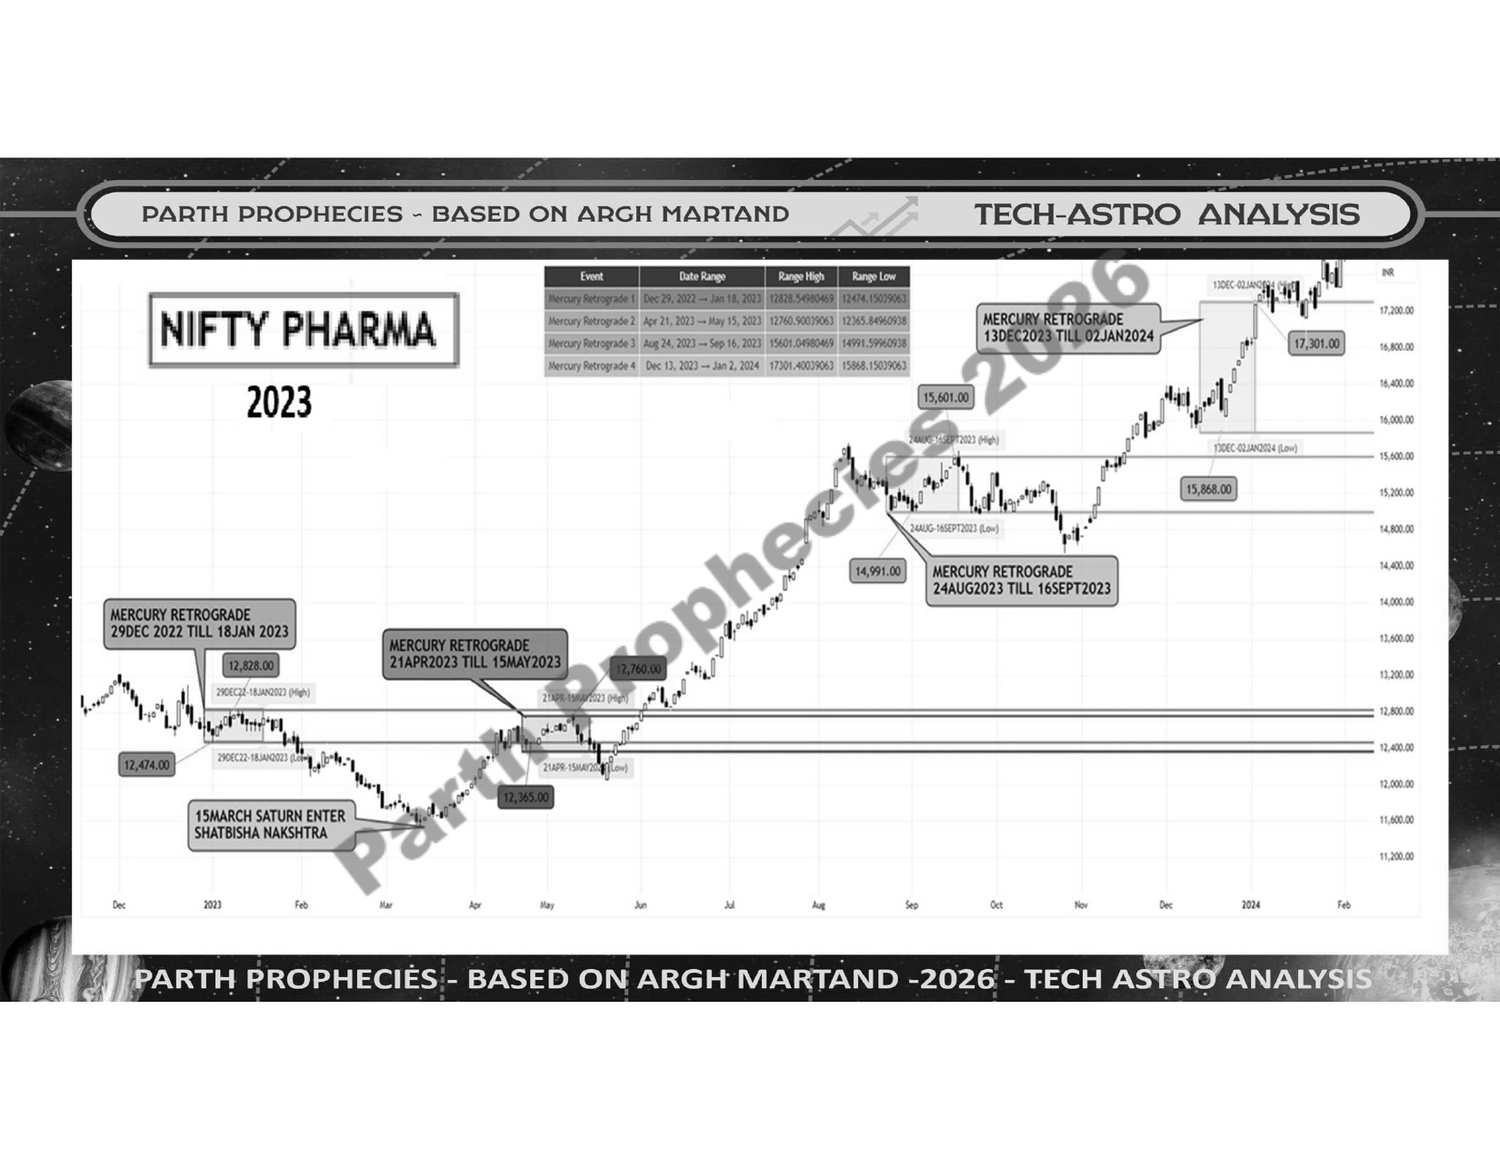 PARTH PROPHECIES ~ BASED ON ARGH MARTAND
TECH-ASTRO ANALYSIS
NIFTY PHARMA
2023
Event Date Range Range High Range Low
Mercury Retrograde 1 Dec 29, 2022 → Jan 18, 2023 12828.54980469 12474.15039063
Mercury Retrograde 2 Apr 21, 2023 → May 15, 2023 12760.90039063 12365.84960938
Mercury Retrograde 3 Aug 24, 2023 → Sep 16, 2023 15601.04980469 14991.59960938
Mercury Retrograde 4 Dec 13, 2023 → Jan 2, 2024 17301.40039063 15868.15039063
INR
17,200.00
16,800.00
16,400.00
16,000.00
15,600.00
15,200.00
14,800.00
14,400.00
14,000.00
13,600.00
13,200.00
12,800.00
12,400.00
12,000.00
11,600.00
11,200.00
MERCURY RETROGRADE
13DEC2023 TILL 02JAN2024
17,301.00
13DEC-02JAN2024 (Low)
15,868.00
15,601.00
24AUG-16SEPT2023 (High)
24AUG-16SEPT2023 (Low)
14,991.00
MERCURY RETROGRADE
24AUG2023 TILL 16SEPT2023
MERCURY RETROGRADE
29DEC 2022 TILL 18JAN 2023
12,828.00
29DEC22-18JAN2023 (High)
29DEC22-18JAN2023
12,474.00
MERCURY RETROGRADE
21APR2023 TILL 15MAY2023
12,760.00
21APR-15MAY2023 (High)
21APR-15MAY2023 (Low)
12,365.00
15MARCH SATURN ENTER
SHATBISHA NAKSHTRA
Dec 2023 Feb Mar Apr May Jun Jul Aug Sep Oct Nov Dec 2024 Feb
Parth Prophecies 2026
PARTH PROPHECIES - BASED ON ARGH MARTAND -2026 - TECH ASTRO ANALYSIS